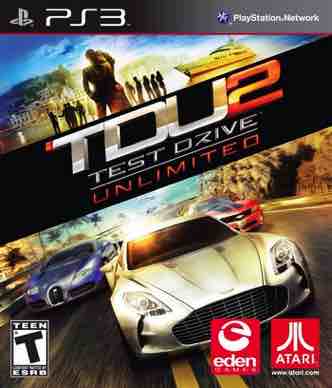 PS3
PlayStation®Network
TDU2
TEST DRIVE
UNLIMITED
TEEN
T
ESRB
eden
GAMES
ATARI
www.atari.com